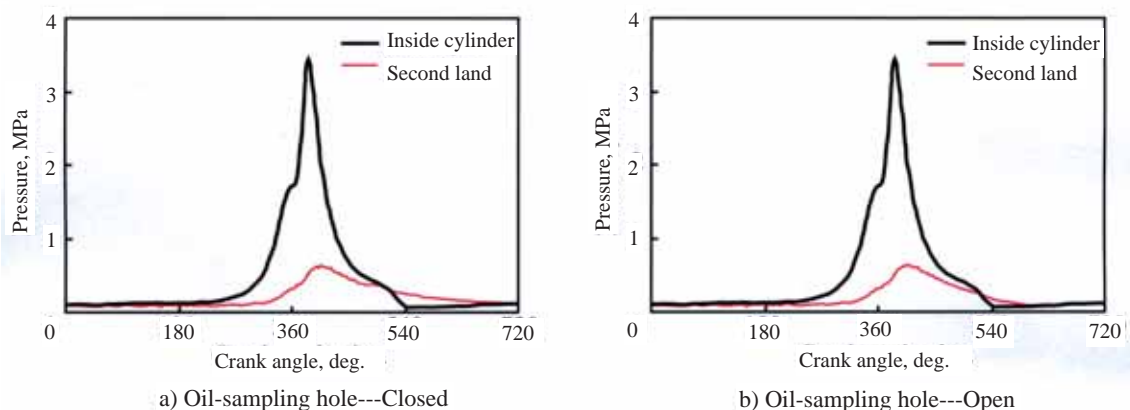 4
Inside cylinder
Second land
3
2
1
0
Pressure, MPa
180
360
540
720
Crank angle, deg.
a) Oil-sampling hole---Closed
4
Inside cylinder
Second land
3
2
1
0
Pressure, MPa
180
360
540
720
Crank angle, deg.
b) Oil-sampling hole---Open